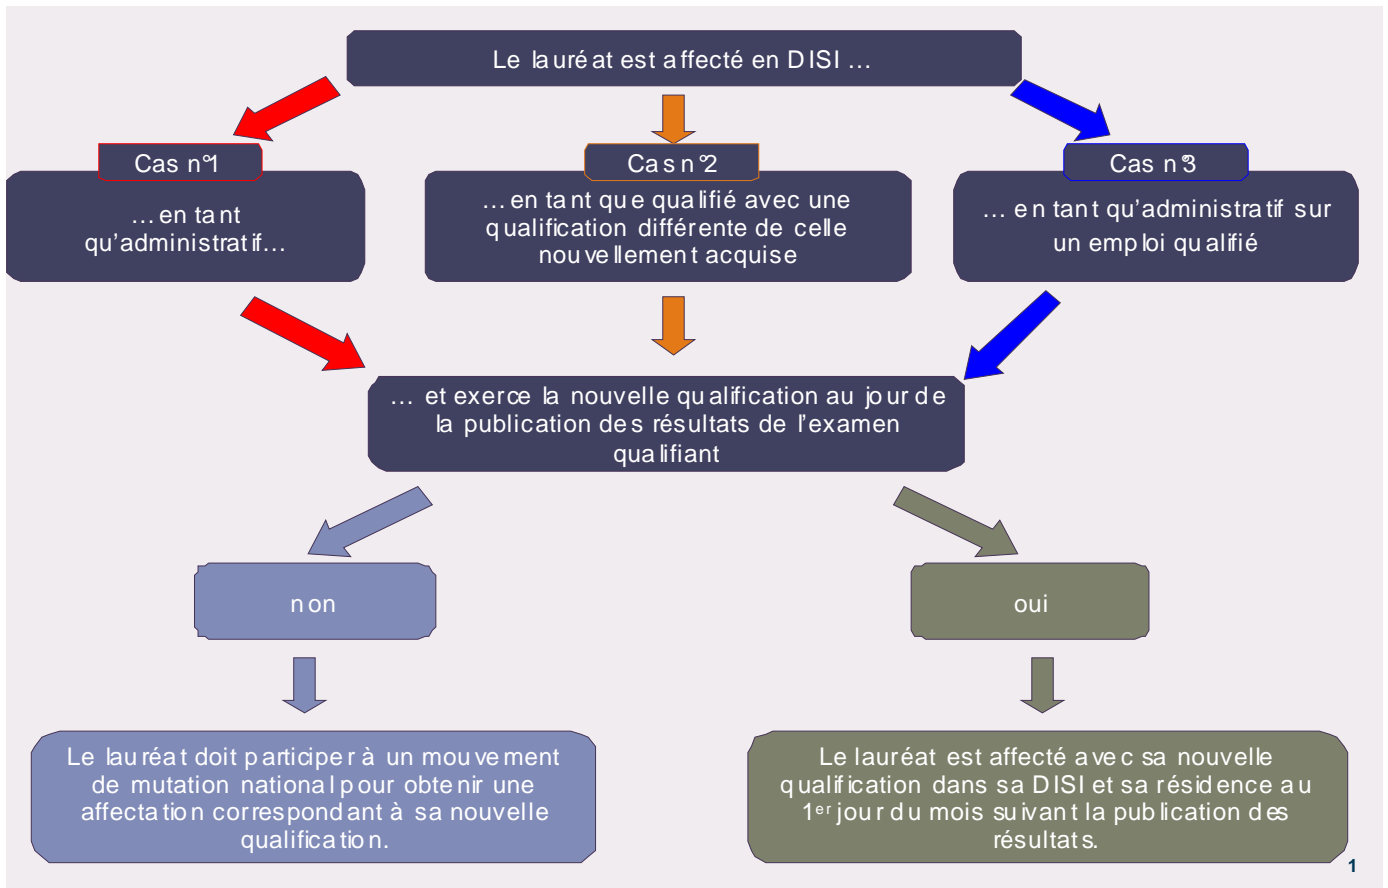 Le lauréat est affecté en DISI …
Cas n°1
Cas n°2
Cas n°3
… en tant
qu’administratif…
… en tant que qualifié avec une
qualification différente de celle
nouvellement acquise
… en tant qu’administratif sur
un emploi qualifié
… et exerce la nouvelle qualification au jour de
la publication des résultats de l’examen
qualifiant
non
oui
Le lauréat doit participer à un mouvement
de mutation national pour obtenir une
affectation correspondant à sa nouvelle
qualification.
Le lauréat est affecté avec sa nouvelle
qualification dans sa DISI et sa résidence au
1er jour du mois suivant la publication des
résultats.
1